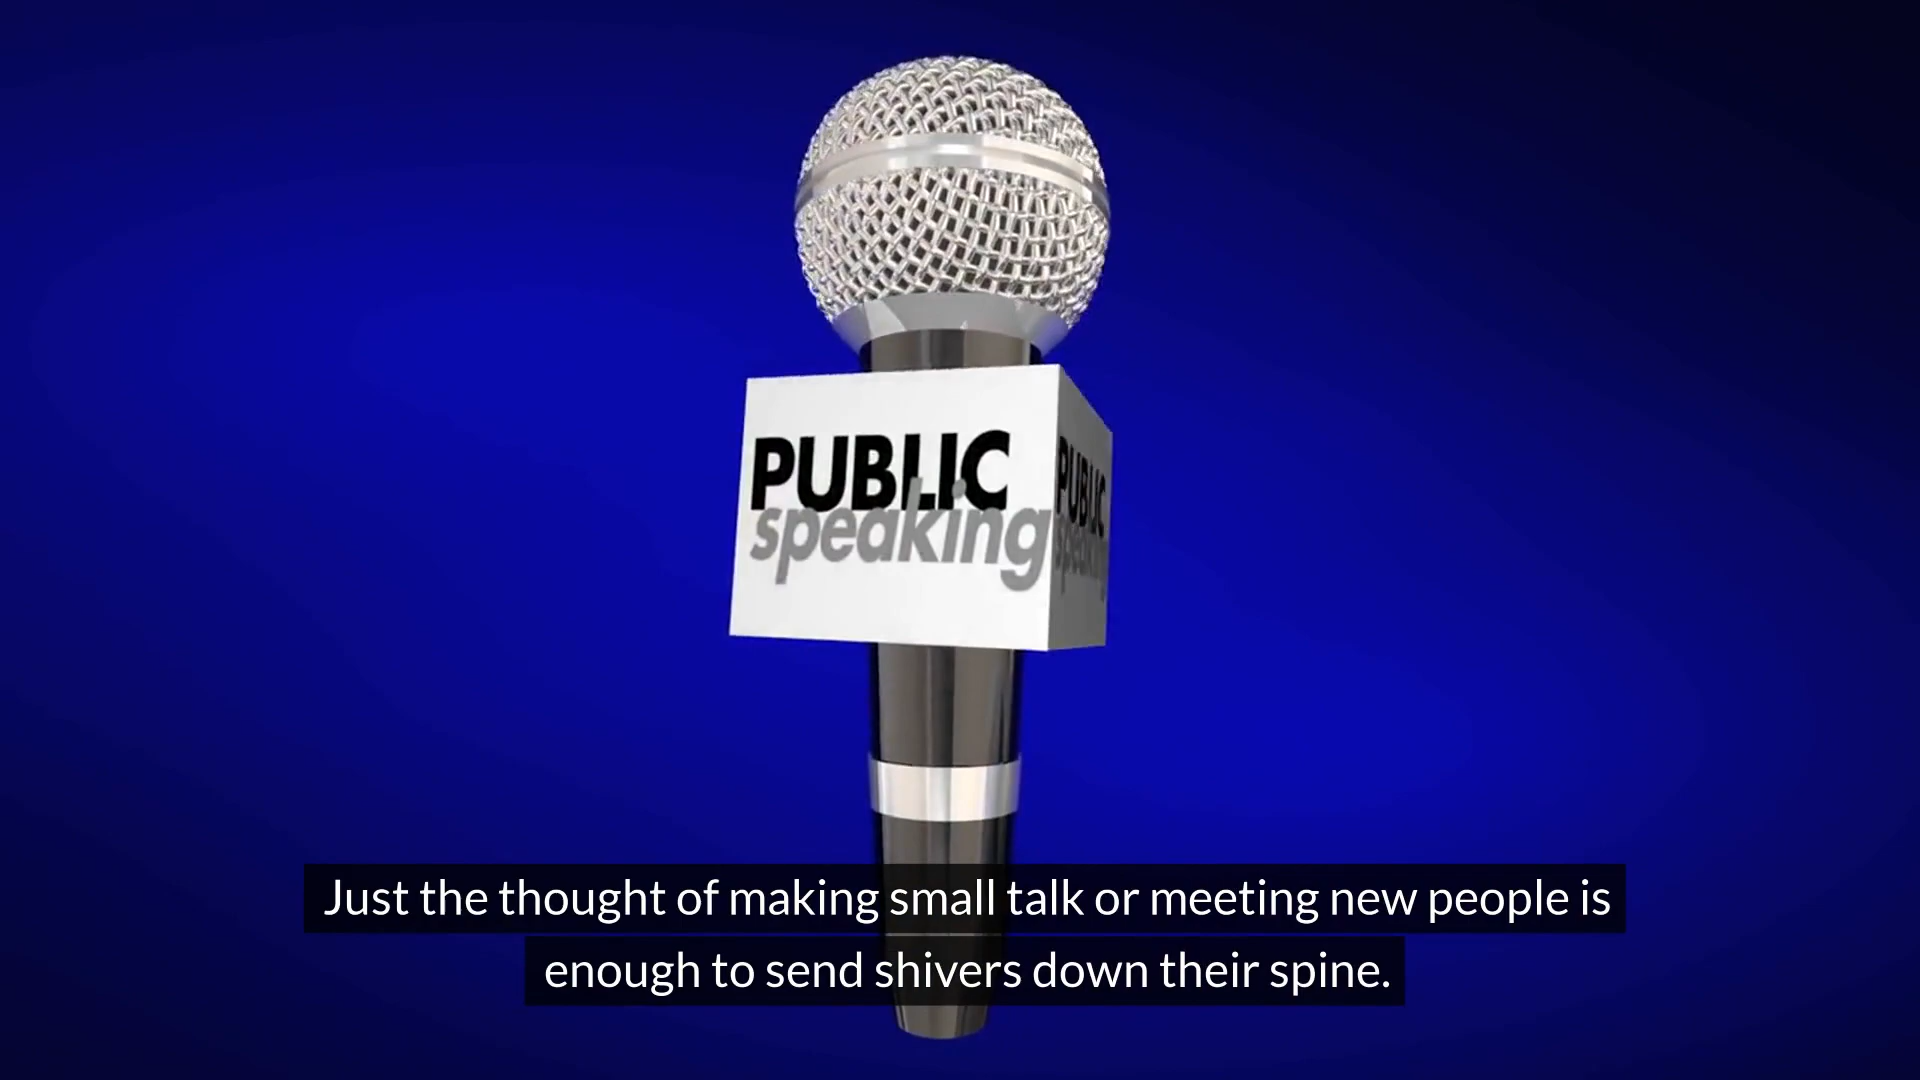 PUBLIC
speaking
PUBLIC
speaking
Just the thought of making small talk or meeting new people is
enough to send shivers down their spine.